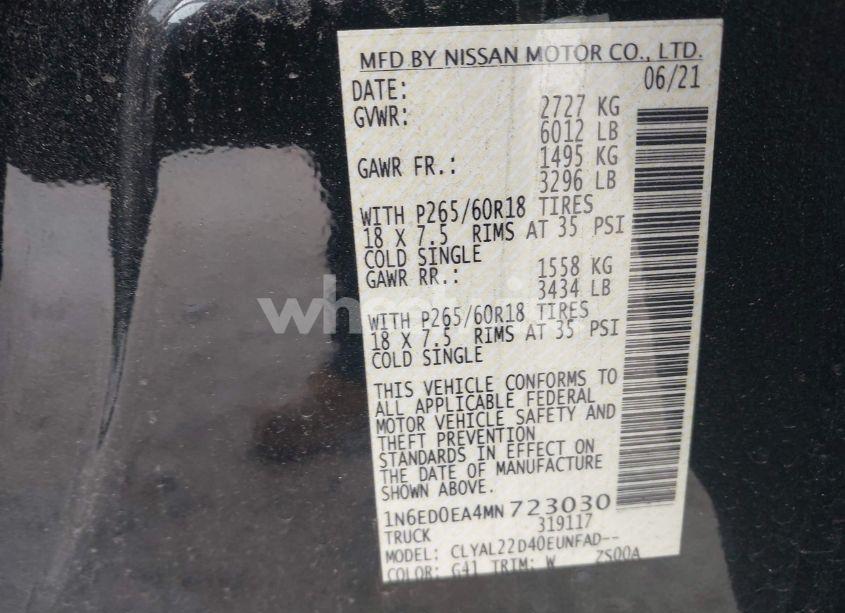 MFD BY NISSAN MOTOR CO., LTD.
DATE: 06/21
GVWR: 2727 KG
6012 LB
GAWR FR.: 1495 KG
3296 LB
WITH P265/60R18 TIRES
18 X 7.5 RIMS AT 35 PSI
COLD SINGLE
GAWR RR.: 1558 KG
3434 LB
WITH P265/60R18 TIRES
18 X 7.5 RIMS AT 35 PSI
COLD SINGLE
THIS VEHICLE CONFORMS TO
ALL APPLICABLE FEDERAL
MOTOR VEHICLE SAFETY AND
THEFT PREVENTION
STANDARDS IN EFFECT ON
THE DATE OF MANUFACTURE
SHOWN ABOVE.
1N6ED0EA4MN 723030
TRUCK 319117
MODEL: CLYAL22D40EUNFAD--
COLOR: G41 TRIM: W ZS00A